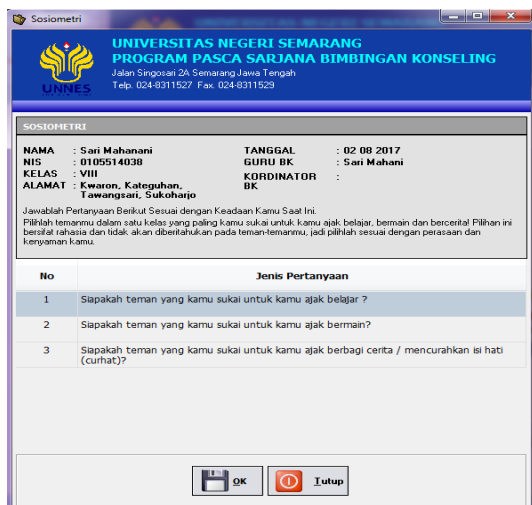 Sosiometri
UNIVERSITAS NEGERI SEMARANG
PROGRAM PASCA SARJANA BIMBINGAN KONSELING
Jalan Singosari 2A Semarang Jawa Tengah
Telp. 024-8311527 Fax. 024-8311529
UNNES
SOSIOMETRI
NAMA : Sari Mahanani TANGGAL : 02 08 2017
NIS : 0105514038 GURU BK : Sari Mahani
KELAS : VIII KORDINATOR BK :
ALAMAT : Kwaron, Kateguhan,
Tawangsari, Sukoharjo
Jawablah Pertanyaan Berikut Sesuai dengan Keadaan Kamu Saat Ini.
Pilihlah temanmu dalam satu kelas yang paling kamu sukai untuk kamu ajak belajar, bermain dan bercerita! Pilihan ini
bersifat rahasia dan tidak akan diberitahukan pada teman-temanmu, jadi pilihlah sesuai dengan perasaan dan
kenyaman kamu.
No Jenis Pertanyaan
1 Siapakah teman yang kamu sukai untuk kamu ajak belajar ?
2 Siapakah teman yang kamu sukai untuk kamu ajak bermain?
3 Siapakah teman yang kamu sukai untuk kamu ajak berbagi cerita / mencurahkan isi hati
(curhat)?
OK Tutup